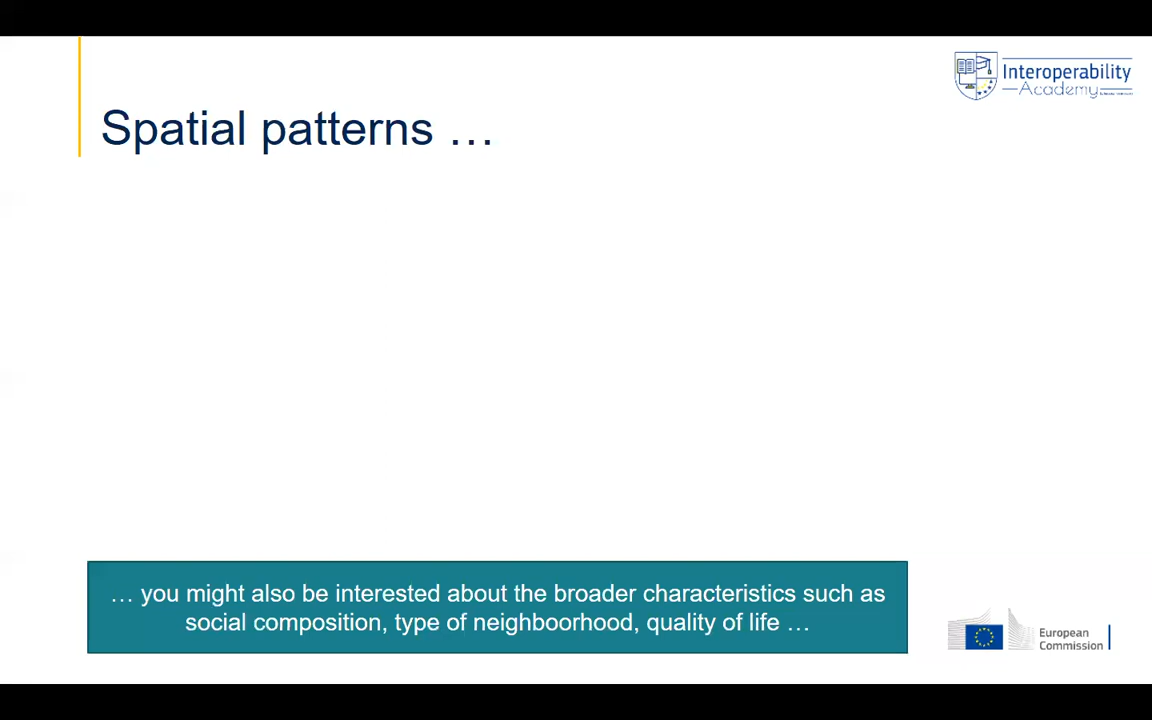 Interoperability
Academy
Spatial patterns …
… you might also be interested about the broader characteristics such as
social composition, type of neighboorhood, quality of life …
European
Commission